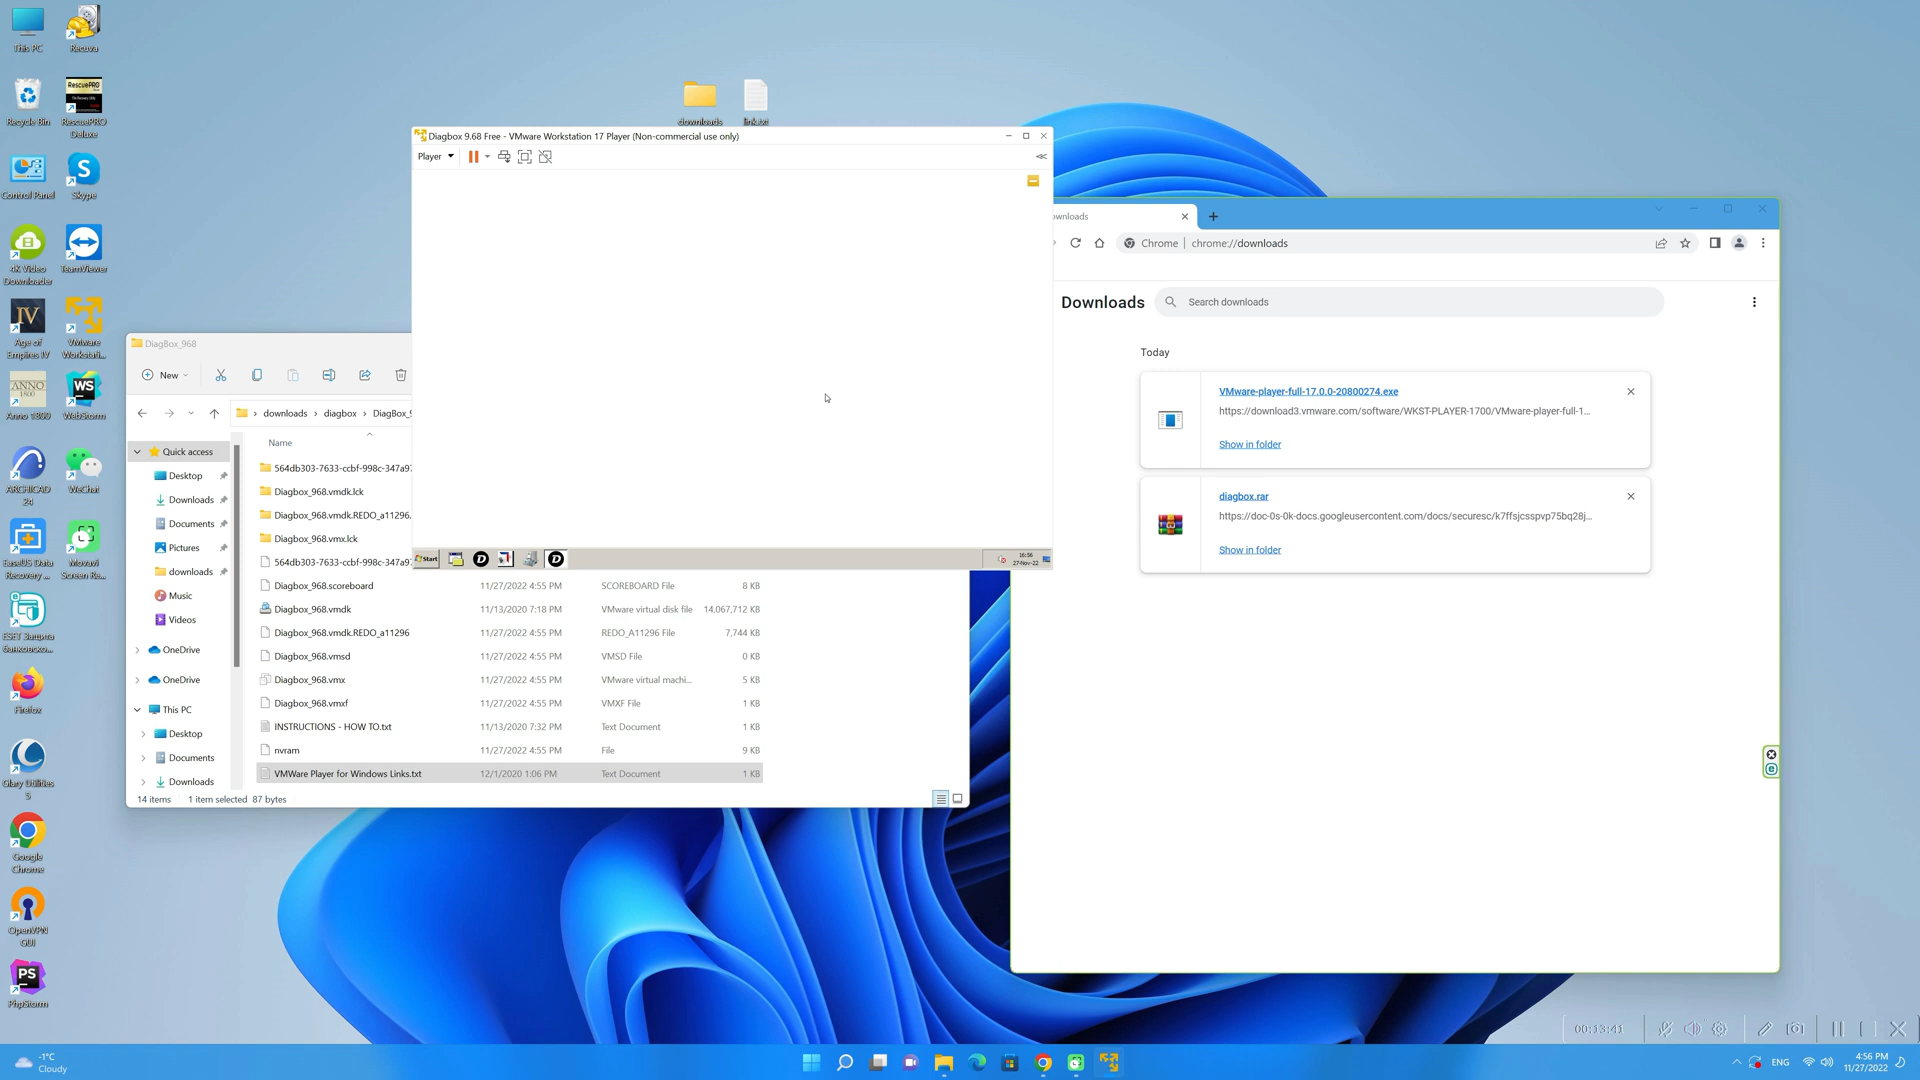 This PC
Recuva
Recycle Bin
RescuePRO
RescuePRO
Deluxe
Control Panel
Skype
4K Video
Downloader
TeamViewer
Age of
Empires IV
VMware
Workstati...
ANNO
1800
Anno 1800
WS
WebStorm
ARCHICAD
24
WeChat
EaseUS Data
Recovery ...
Movavi
Screen Re...
ESET Защита
банковско...
Firefox
Glary Utilities
5
Google
Chrome
OpenVPN
GUI
PS
PhpStorm
downloads
link.txt
Diagbox 9.68 Free - VMware Workstation 17 Player (Non-commercial use only)
Player
Start
16:56
27-Nov-22
DiagBox_968
New
downloads > diagbox > DiagBox_9
Name
Quick access
Desktop
Downloads
Documents
Pictures
downloads
Music
Videos
OneDrive
OneDrive
This PC
Desktop
Documents
Downloads
564db303-7633-ccbf-998c-347a97
Diagbox_968.vmdk.lck
Diagbox_968.vmdk.REDO_a11296.
Diagbox_968.vmx.lck
564db303-7633-ccbf-998c-347a97
Diagbox_968.scoreboard 11/27/2022 4:55 PM SCOREBOARD File 8 KB
Diagbox_968.vmdk 11/13/2020 7:18 PM VMware virtual disk file 14,067,712 KB
Diagbox_968.vmdk.REDO_a11296 11/27/2022 4:55 PM REDO_A11296 File 7,744 KB
Diagbox_968.vmsd 11/27/2022 4:55 PM VMSD File 0 KB
Diagbox_968.vmx 11/27/2022 4:55 PM VMware virtual machi... 5 KB
Diagbox_968.vmxf 11/27/2022 4:55 PM VMXF File 1 KB
INSTRUCTIONS - HOW TO.txt 11/13/2020 7:32 PM Text Document 1 KB
nvram 11/27/2022 4:55 PM File 9 KB
VMWare Player for Windows Links.txt 12/1/2020 1:06 PM Text Document 1 KB
14 items 1 item selected 87 bytes
ownloads
Chrome | chrome://downloads
Downloads
Search downloads
Today
VMware-player-full-17.0.0-20800274.exe
https://download3.vmware.com/software/WKST-PLAYER-1700/VMware-player-full-1...
Show in folder
diagbox.rar
https://doc-0s-0k-docs.googleusercontent.com/docs/securesc/k7ffsjcsspvp75bq28j...
Show in folder
00:13:41
-1°C
Cloudy
ENG
4:56 PM
11/27/2022